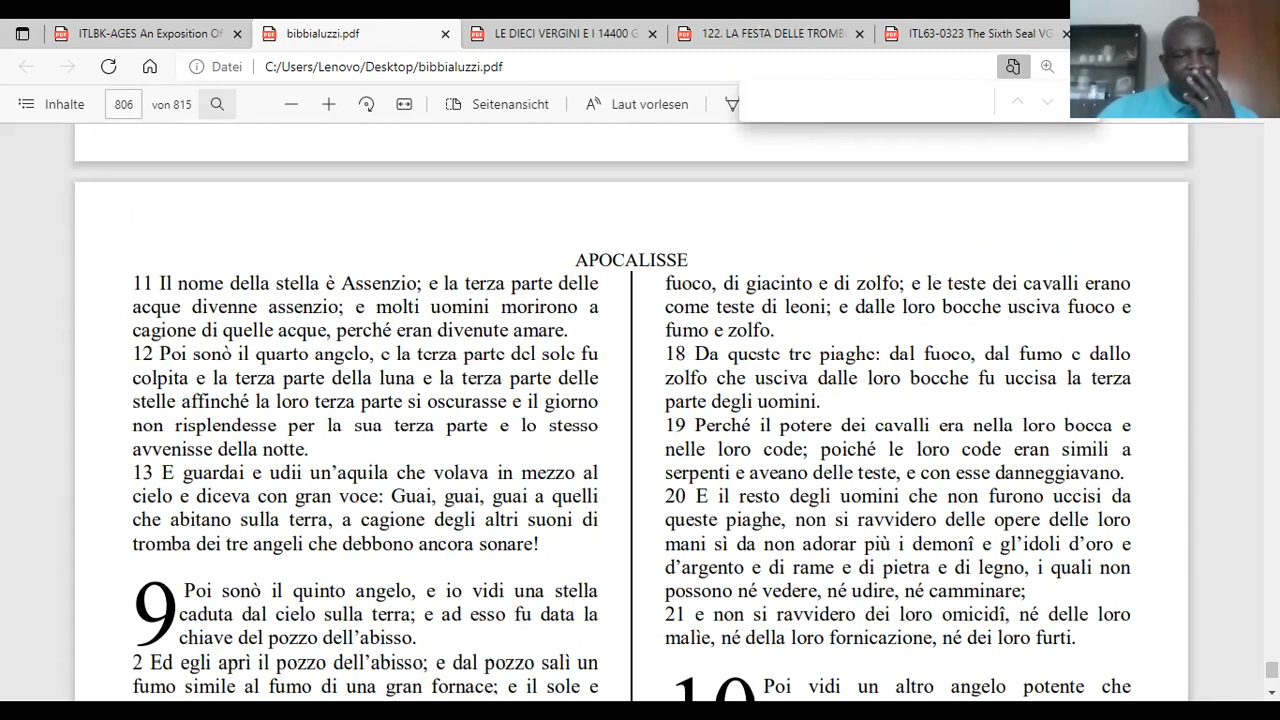 ITLBK-AGES An Exposition Of
bibbialuzzi.pdf
LE DIECI VERGINI E I 14400 G
122. LA FESTA DELLE TROMB
ITL63-0323 The Sixth Seal VG
Datei
C:/Users/Lenovo/Desktop/bibbialuzzi.pdf
Inhalte
806
von 815
Seitenansicht
Laut vorlesen
APOCALISSE
11 Il nome della stella è Assenzio; e la terza parte delle
acque divenne assenzio; e molti uomini morirono a
cagione di quelle acque, perché eran divenute amare.
12 Poi sonò il quarto angelo, e la terza parte del sole fu
colpita e la terza parte della luna e la terza parte delle
stelle affinché la loro terza parte si oscurasse e il giorno
non risplendesse per la sua terza parte e lo stesso
avvenisse della notte.
13 E guardai e udii un'aquila che volava in mezzo al
cielo e diceva con gran voce: Guai, guai, guai a quelli
che abitano sulla terra, a cagione degli altri suoni di
tromba dei tre angeli che debbono ancora sonare!
9 Poi sonò il quinto angelo, e io vidi una stella
caduta dal cielo sulla terra; e ad esso fu data la
chiave del pozzo dell'abisso.
2 Ed egli aprì il pozzo dell'abisso; e dal pozzo salì un
fumo simile al fumo di una gran fornace; e il sole e
fuoco, di giacinto e di zolfo; e le teste dei cavalli erano
come teste di leoni; e dalle loro bocche usciva fuoco e
fumo e zolfo.
18 Da queste tre piaghe: dal fuoco, dal fumo e dallo
zolfo che usciva dalle loro bocche fu uccisa la terza
parte degli uomini.
19 Perché il potere dei cavalli era nella loro bocca e
nelle loro code; poiché le loro code eran simili a
serpenti e aveano delle teste, e con esse danneggiavano.
20 E il resto degli uomini che non furono uccisi da
queste piaghe, non si ravvidero delle opere delle loro
mani sì da non adorar più i demonî e gl'idoli d'oro e
d'argento e di rame e di pietra e di legno, i quali non
possono né vedere, né udire, né camminare;
21 e non si ravvidero dei loro omicidî, né delle loro
malìe, né della loro fornicazione, né dei loro furti.
10 Poi vidi un altro angelo potente che